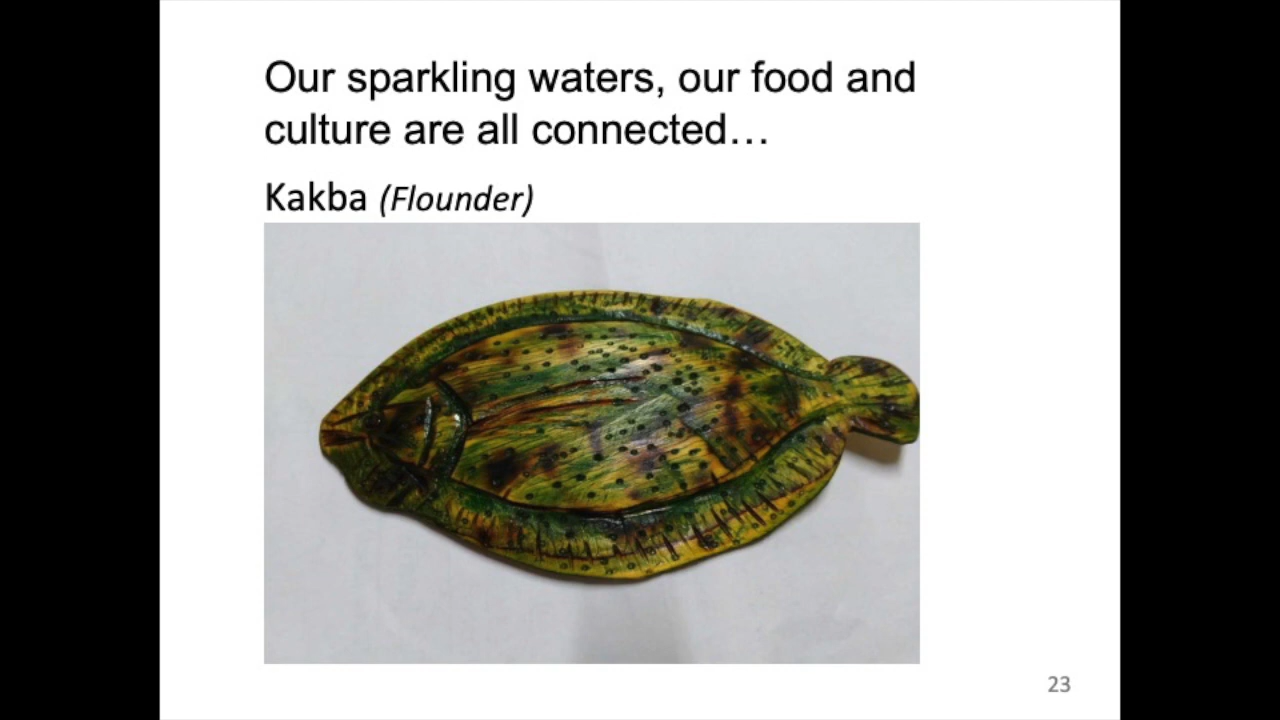 Our sparkling waters, our food and
culture are all connected…
Kakba (Flounder)
23